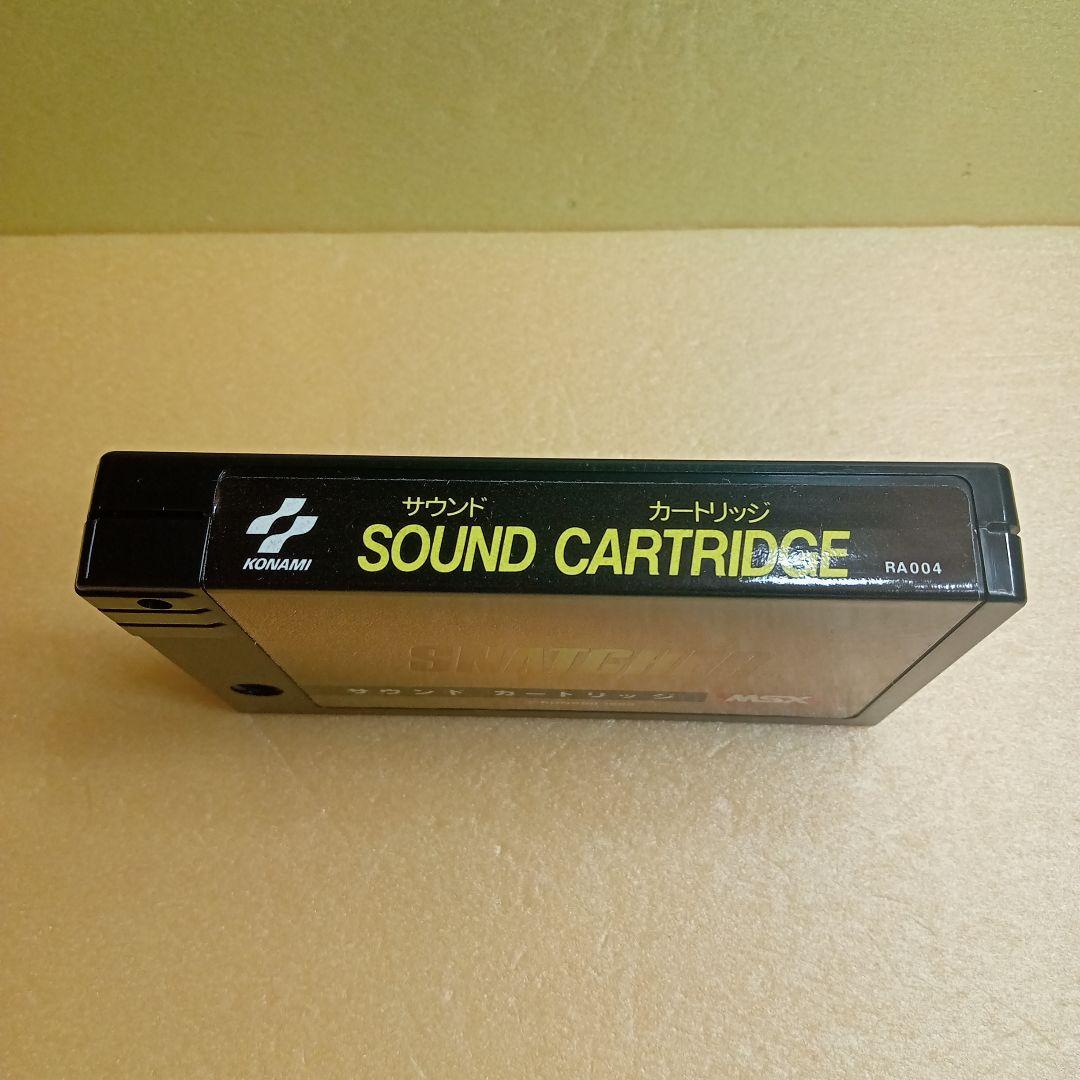 サウンド カートリッジ
KONAMI SOUND CARTRIDGE RA004
SNATCHER
サウンド カートリッジ MSX